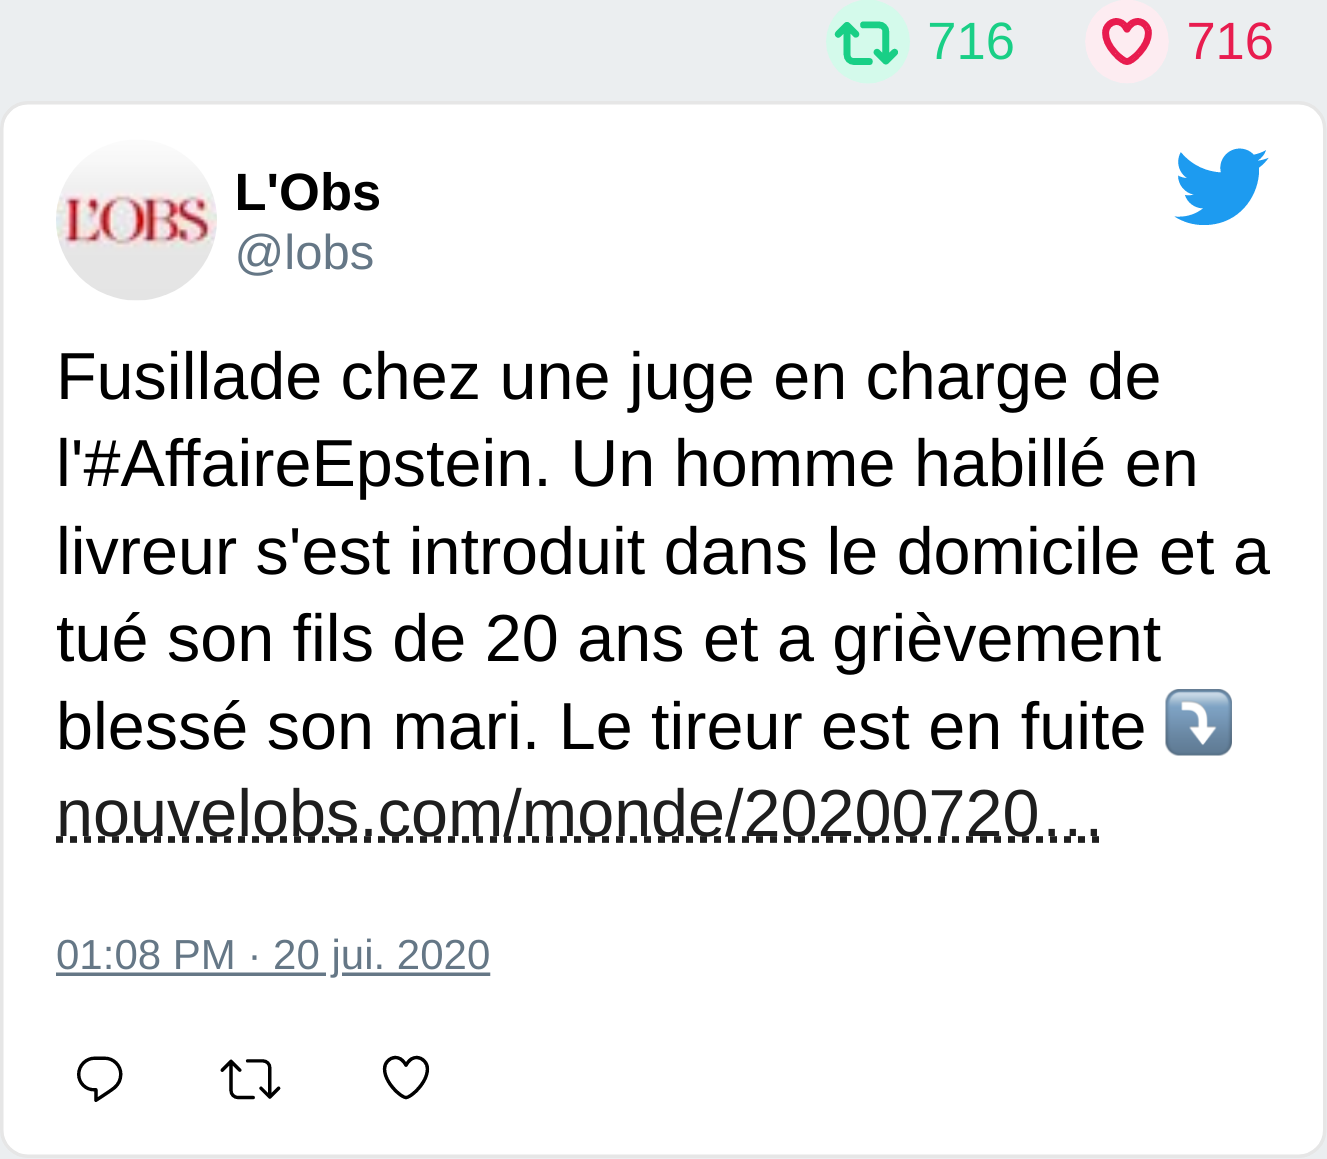 716 716
L'OBS
L'Obs
@lobs
Fusillade chez une juge en charge de
l'#AffaireEpstein. Un homme habillé en
livreur s'est introduit dans le domicile et a
tué son fils de 20 ans et a grièvement
blessé son mari. Le tireur est en fuite ⤵️
nouvelobs.com/monde/20200720…
01:08 PM · 20 jui. 2020